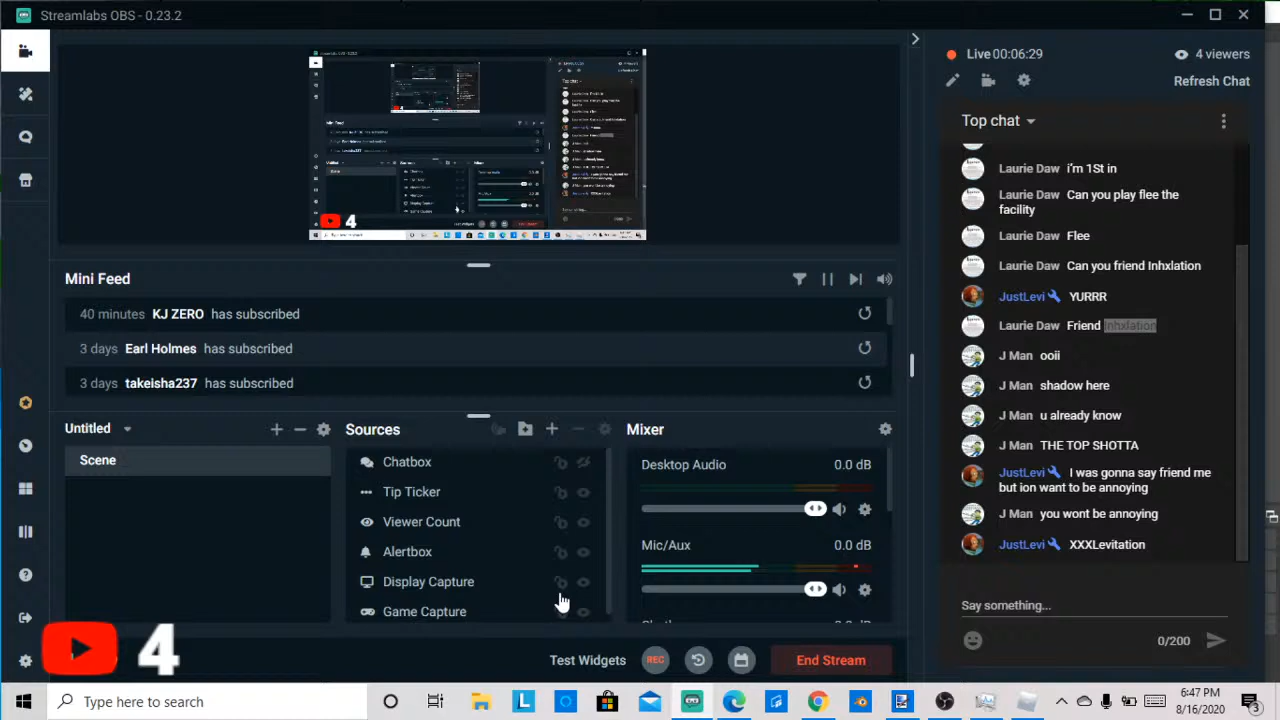 Streamlabs OBS - 0.23.2
Live 00:06:29
viewers
Refresh Chat
Top chat
Laurie Daw i'm 181 in
Laurie Daw Can you flee the
facility
Laurie Daw Flee
Laurie Daw Can you friend Inhxlation
JustLevi YURRR
Laurie Daw Friend Inhxlation
J Man ooii
J Man shadow here
J Man u already know
J Man THE TOP SHOTTA
JustLevi I was gonna say friend me
but ion want to be annoying
J Man you wont be annoying
JustLevi XXXLevitation
Say something...
0/200
Mini Feed
40 minutes KJ ZERO has subscribed
3 days Earl Holmes has subscribed
3 days takeisha237 has subscribed
Untitled
Scene
Sources
Chatbox
Tip Ticker
Viewer Count
Alertbox
Display Capture
Game Capture
Mixer
Desktop Audio 0.0 dB
Mic/Aux 0.0 dB
4
Test Widgets
REC
End Stream
Type here to search
6:47 PM
8/16/2020
3